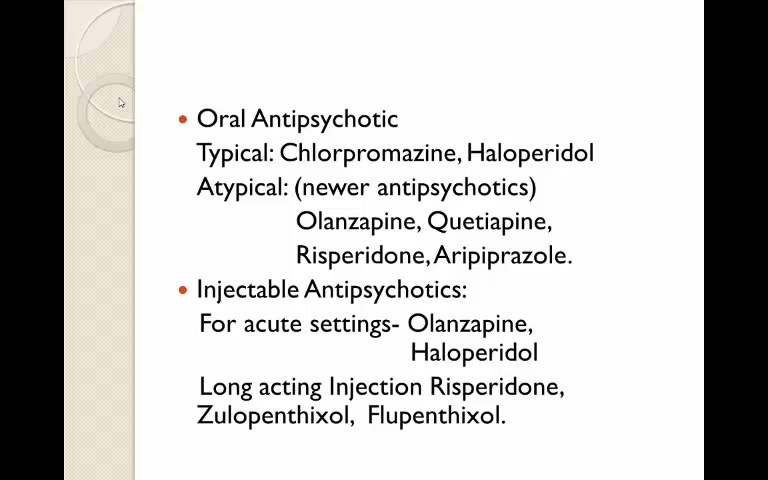 • Oral Antipsychotic
Typical: Chlorpromazine, Haloperidol
Atypical: (newer antipsychotics)
Olanzapine, Quetiapine,
Risperidone, Aripiprazole.
• Injectable Antipsychotics:
For acute settings- Olanzapine,
Haloperidol
Long acting Injection Risperidone,
Zulopenthixol, Flupenthixol.